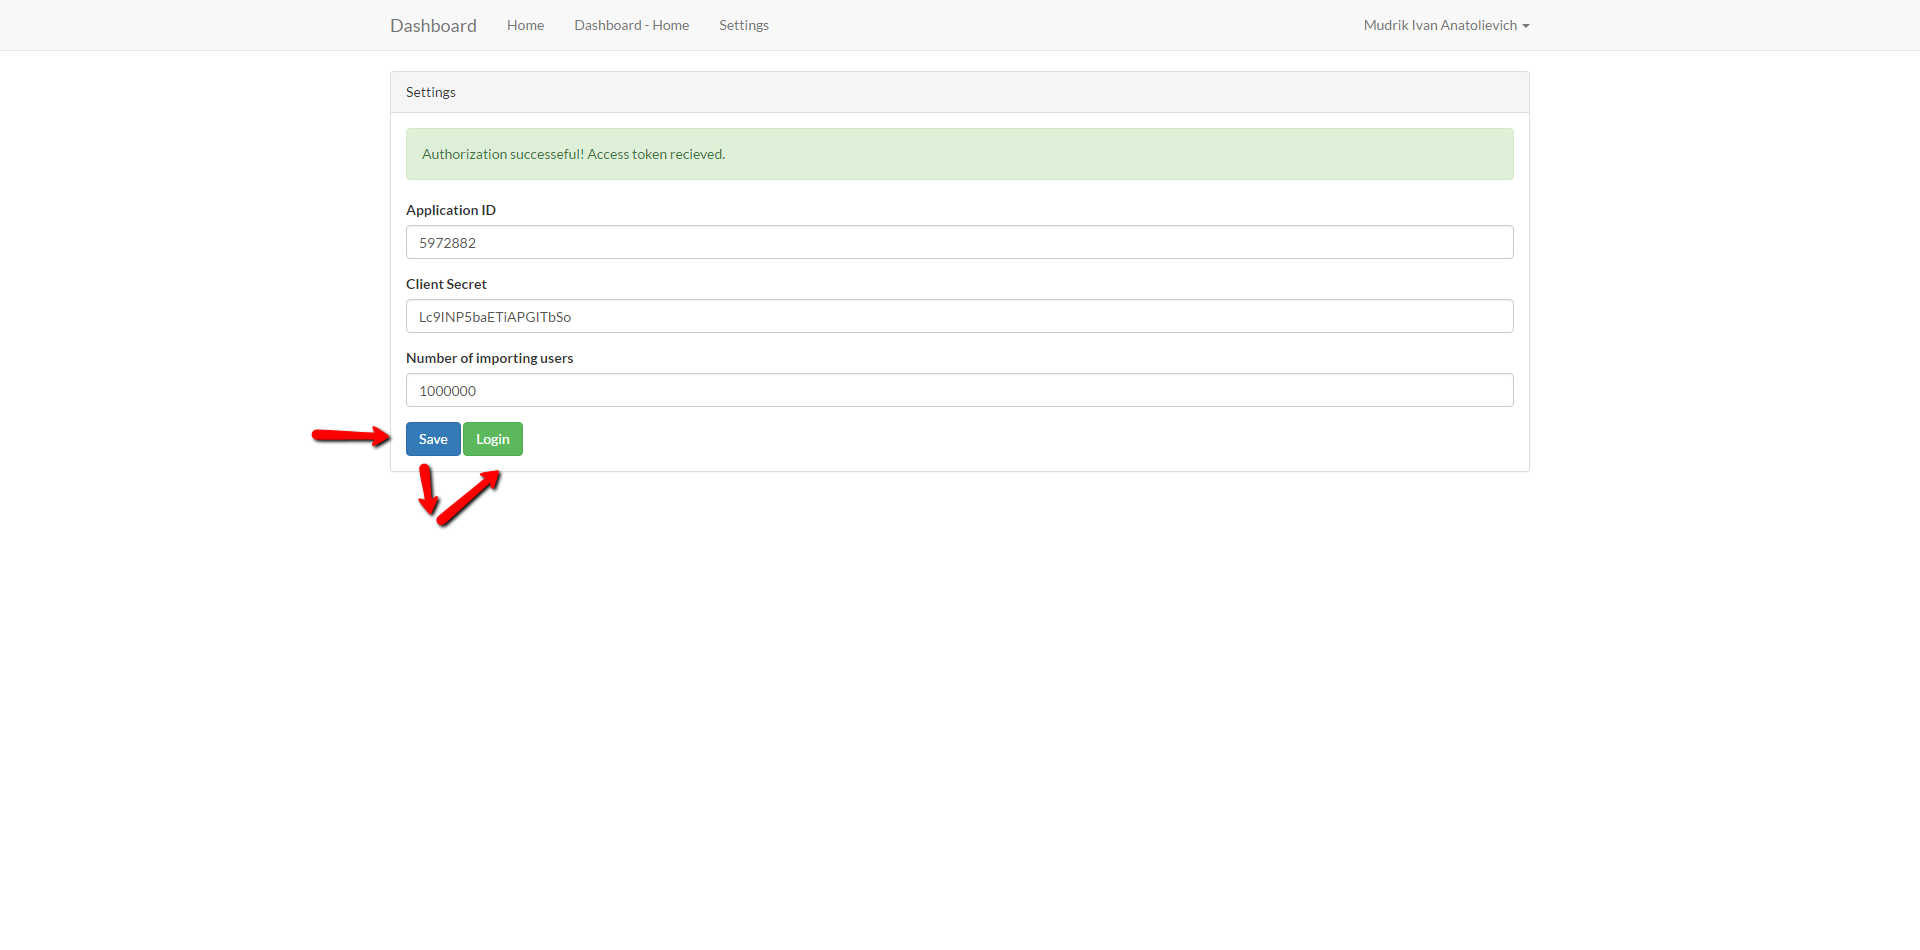 Dashboard Home Dashboard - Home Settings Mudrik Ivan Anatolievich
Settings
Authorization successeful! Access token recieved.
Application ID
5972882
Client Secret
Lc9INP5baETiAPGITbSo
Number of importing users
1000000
Save Login